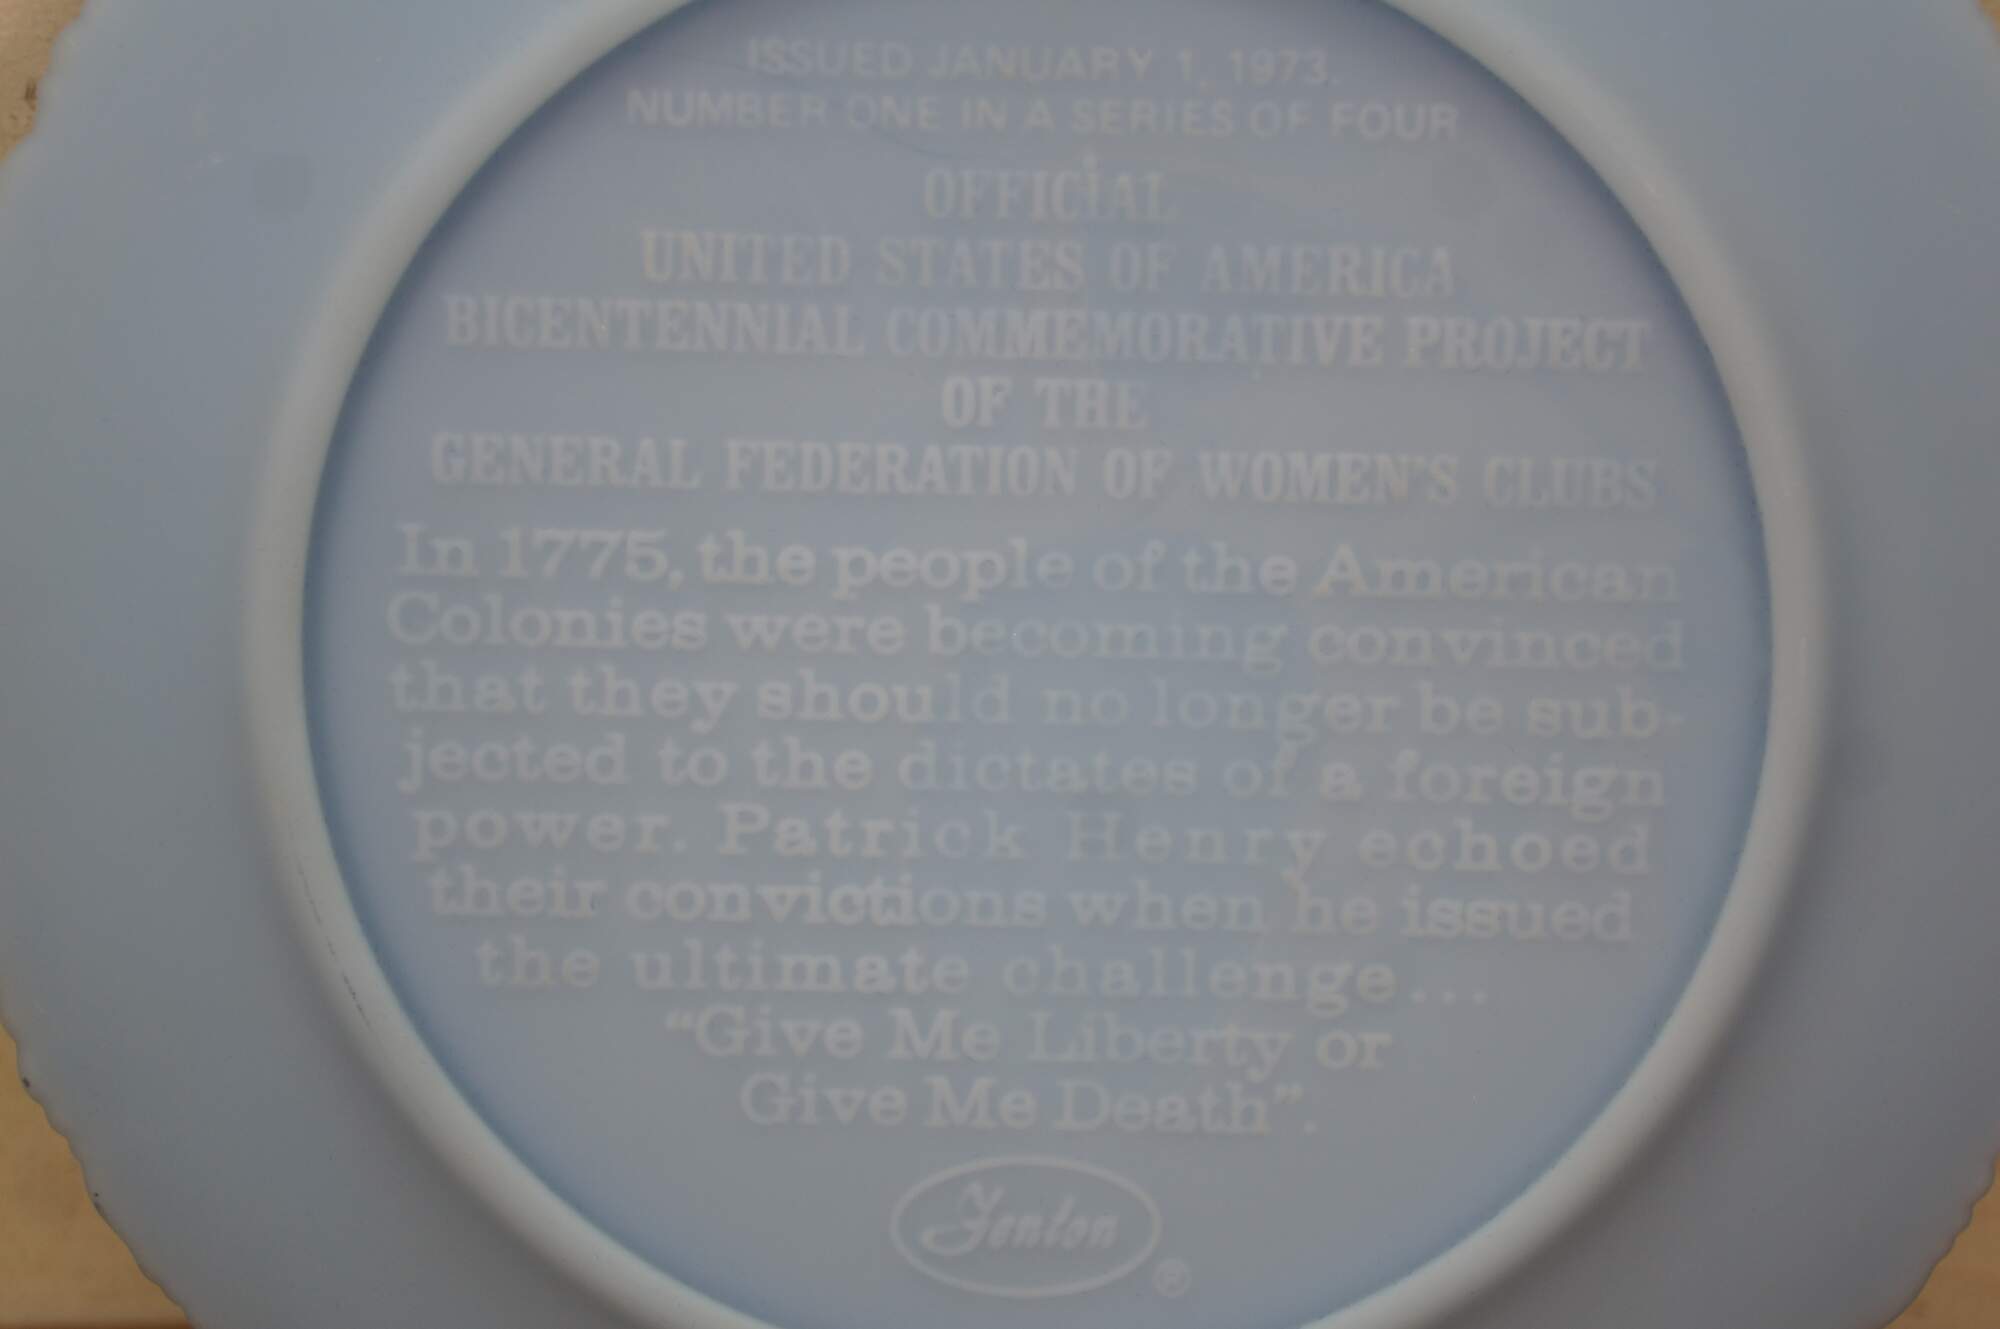 ISSUED JANUARY 1, 1973.
NUMBER ONE IN A SERIES OF FOUR
OFFICIAL
UNITED STATES OF AMERICA
BICENTENNIAL COMMEMORATIVE PROJECT
OF THE
GENERAL FEDERATION OF WOMEN'S CLUBS
In 1775, the people of the American
Colonies were becoming convinced
that they should no longer be sub-
jected to the dictates of a foreign
power. Patrick Henry echoed
their convictions when he issued
the ultimate challenge...
"Give Me Liberty or
Give Me Death".
Fenton ®